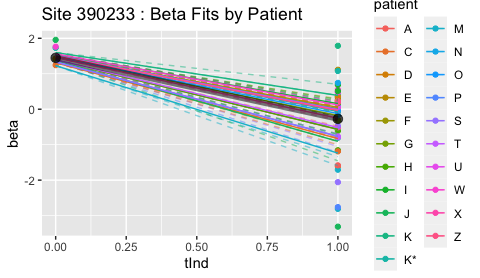 Site 390233 : Beta Fits by Patient
patient
A
C
D
E
F
G
H
I
J
K
K*
M
N
O
P
S
T
U
W
X
Z
2
0
-2
beta
0.00 0.25 0.50 0.75 1.00
tInd